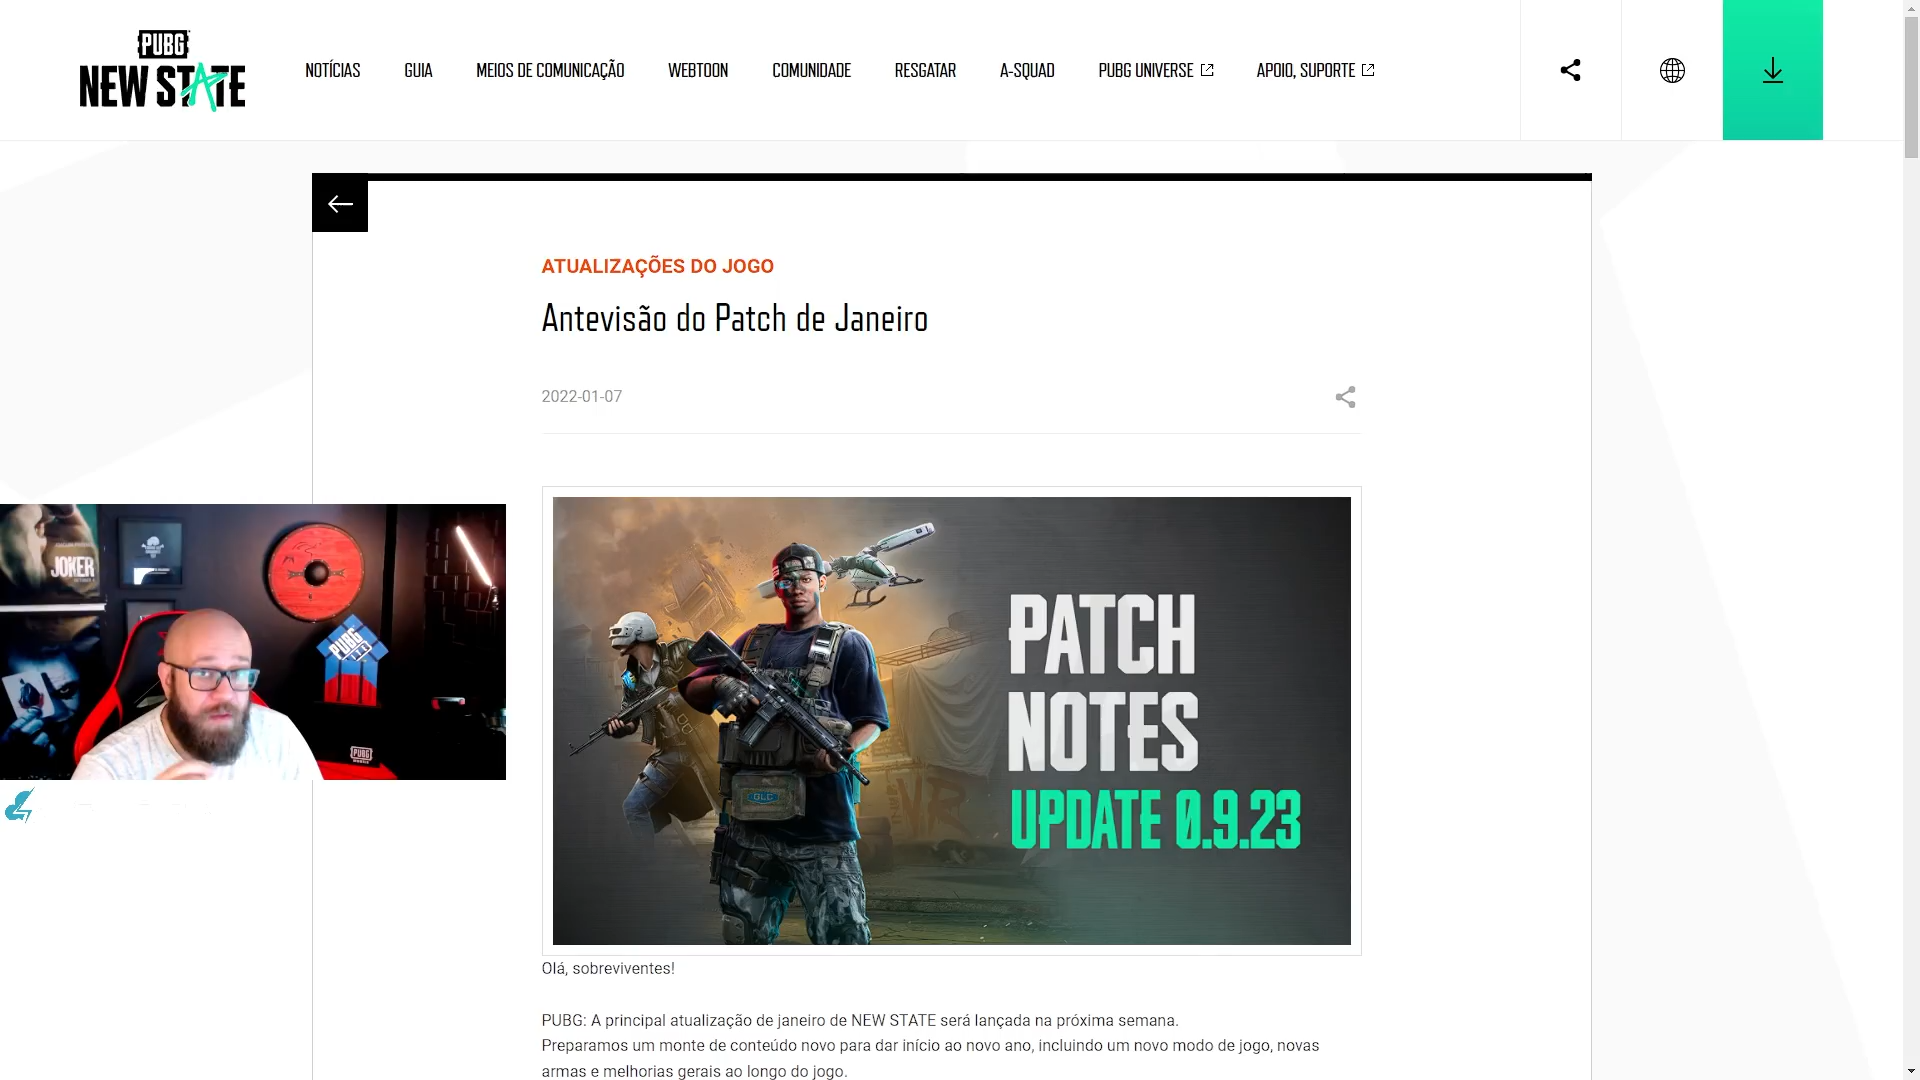 PUBG
NEW STATE
NOTÍCIAS
GUIA
MEIOS DE COMUNICAÇÃO
WEBTOON
COMUNIDADE
RESGATAR
A-SQUAD
PUBG UNIVERSE
APOIO, SUPORTE
ATUALIZAÇÕES DO JOGO
Antevisão do Patch de Janeiro
2022-01-07
JOKER
PUBG
PUBG
PATCH
NOTES
UPDATE 0.9.23
Olá, sobreviventes!
PUBG: A principal atualização de janeiro de NEW STATE será lançada na próxima semana.
Preparamos um monte de conteúdo novo para dar início ao novo ano, incluindo um novo modo de jogo, novas
armas e melhorias gerais ao longo do jogo.